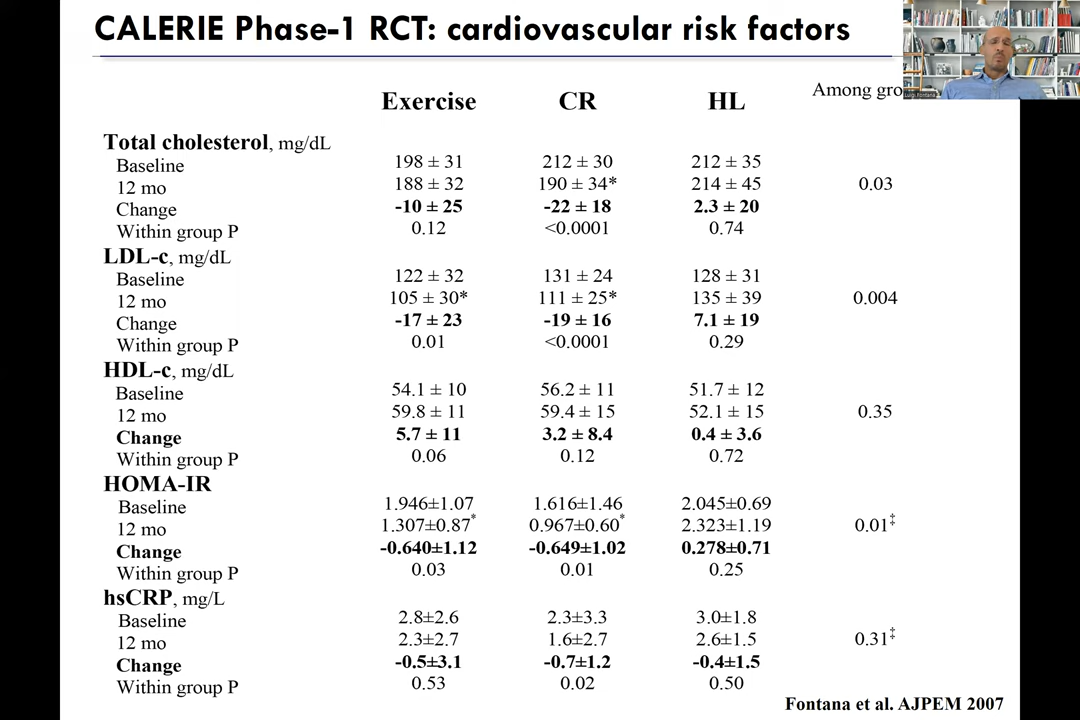 CALERIE Phase-1 RCT: cardiovascular risk factors
Exercise CR HL Among gro
Total cholesterol, mg/dL
Baseline 198 ± 31 212 ± 30 212 ± 35
12 mo 188 ± 32 190 ± 34* 214 ± 45 0.03
Change -10 ± 25 -22 ± 18 2.3 ± 20
Within group P 0.12 <0.0001 0.74
LDL-c, mg/dL
Baseline 122 ± 32 131 ± 24 128 ± 31
12 mo 105 ± 30* 111 ± 25* 135 ± 39 0.004
Change -17 ± 23 -19 ± 16 7.1 ± 19
Within group P 0.01 <0.0001 0.29
HDL-c, mg/dL
Baseline 54.1 ± 10 56.2 ± 11 51.7 ± 12
12 mo 59.8 ± 11 59.4 ± 15 52.1 ± 15 0.35
Change 5.7 ± 11 3.2 ± 8.4 0.4 ± 3.6
Within group P 0.06 0.12 0.72
HOMA-IR
Baseline 1.946±1.07 1.616±1.46 2.045±0.69
12 mo 1.307±0.87* 0.967±0.60* 2.323±1.19 0.01‡
Change -0.640±1.12 -0.649±1.02 0.278±0.71
Within group P 0.03 0.01 0.25
hsCRP, mg/L
Baseline 2.8±2.6 2.3±3.3 3.0±1.8
12 mo 2.3±2.7 1.6±2.7 2.6±1.5 0.31‡
Change -0.5±3.1 -0.7±1.2 -0.4±1.5
Within group P 0.53 0.02 0.50
Fontana et al. AJPEM 2007
Luigi Fontana